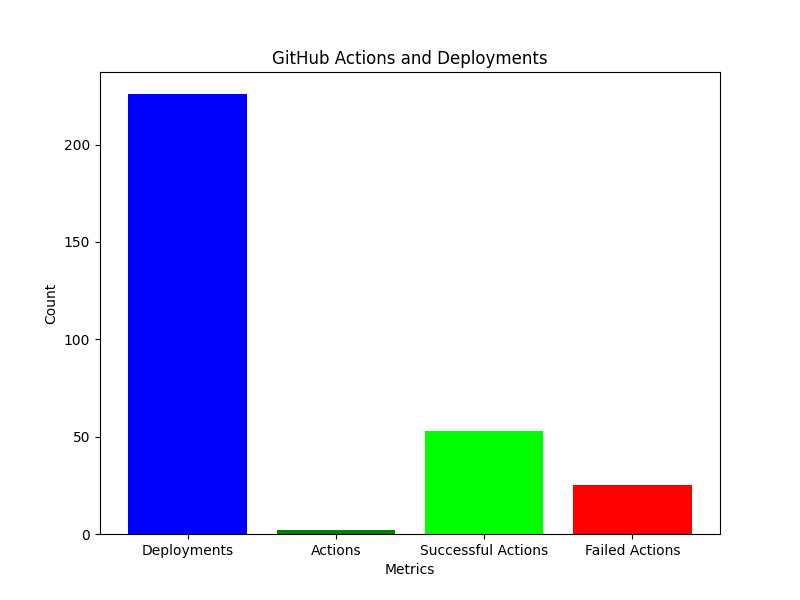 GitHub Actions and Deployments
Count
200
150
100
50
0
Deployments
Actions
Successful Actions
Failed Actions
Metrics